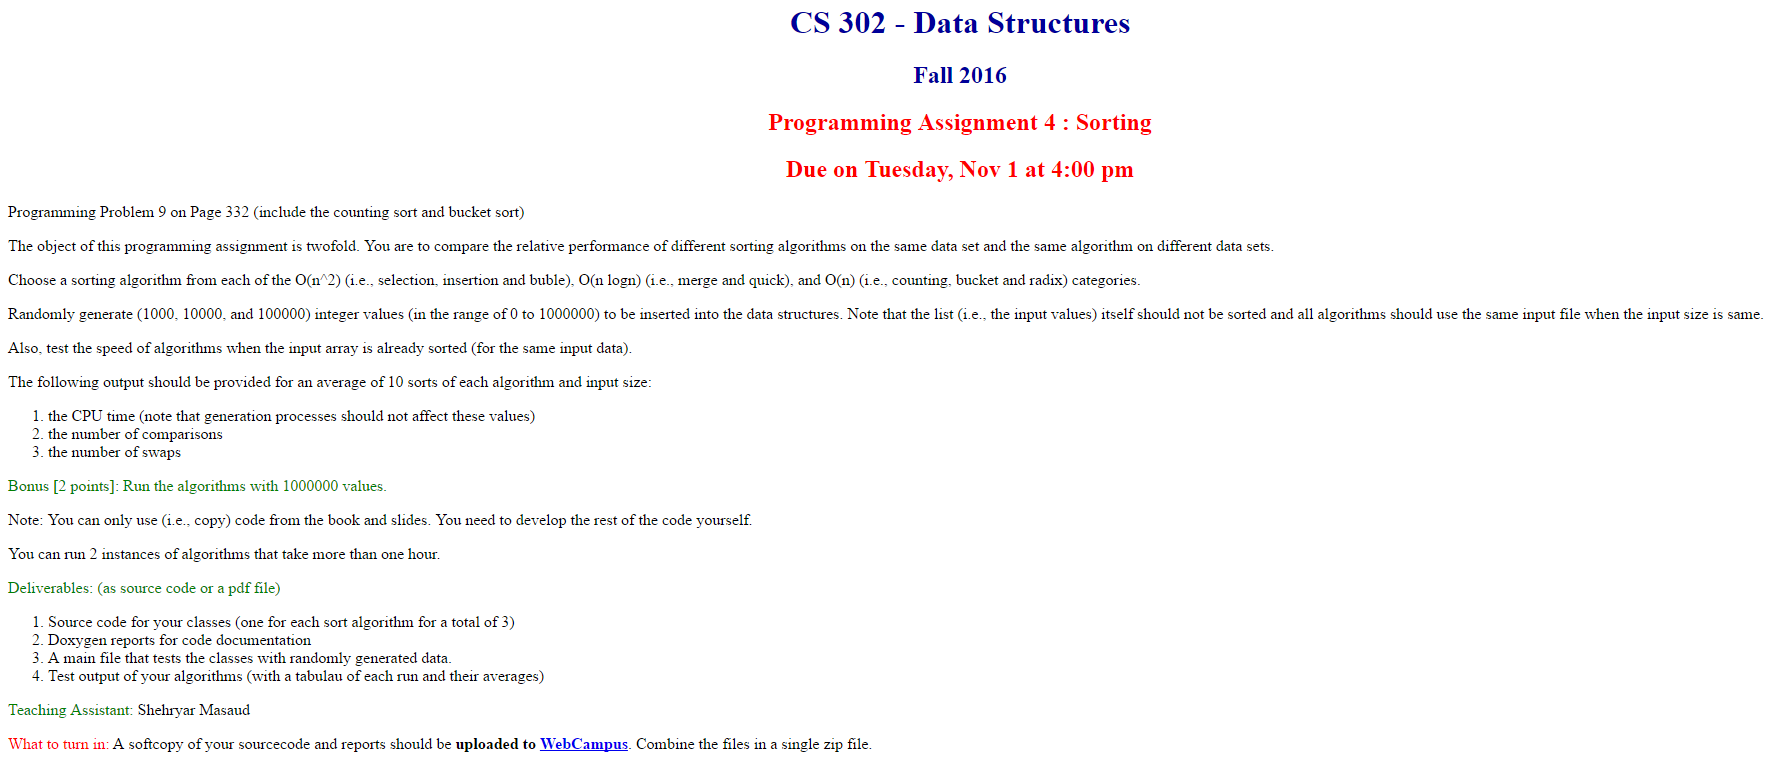 CS 302 - Data Structures
Fall 2016
Programming Assignment 4 : Sorting
Due on Tuesday, Nov 1 at 4:00 pm
Programming Problem 9 on Page 332 (include the counting sort and bucket sort)
The object of this programming assignment is twofold. You are to compare the relative performance of different sorting algorithms on the same data set and the same algorithm on different data sets.
Choose a sorting algorithm from each of the O(n^2) (i.e., selection, insertion and buble), O(n logn) (i.e., merge and quick), and O(n) (i.e., counting, bucket and radix) categories.
Randomly generate (1000, 10000, and 100000) integer values (in the range of 0 to 1000000) to be inserted into the data structures. Note that the list (i.e., the input values) itself should not be sorted and all algorithms should use the same input file when the input size is same.
Also, test the speed of algorithms when the input array is already sorted (for the same input data).
The following output should be provided for an average of 10 sorts of each algorithm and input size:
1. the CPU time (note that generation processes should not affect these values)
2. the number of comparisons
3. the number of swaps
Bonus [2 points]: Run the algorithms with 1000000 values.
Note: You can only use (i.e., copy) code from the book and slides. You need to develop the rest of the code yourself.
You can run 2 instances of algorithms that take more than one hour.
Deliverables: (as source code or a pdf file)
1. Source code for your classes (one for each sort algorithm for a total of 3)
2. Doxygen reports for code documentation
3. A main file that tests the classes with randomly generated data.
4. Test output of your algorithms (with a tabulau of each run and their averages)
Teaching Assistant: Shehryar Masaud
What to turn in: A softcopy of your sourcecode and reports should be uploaded to WebCampus. Combine the files in a single zip file.